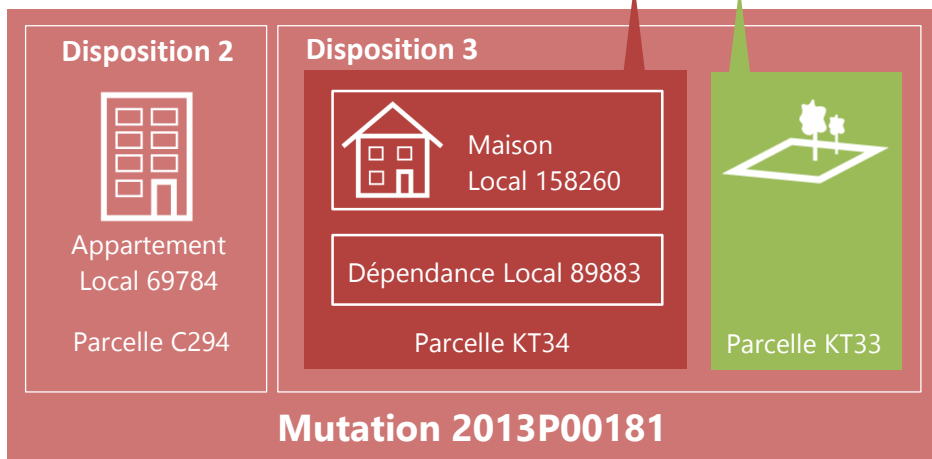 Disposition 2
Appartement
Local 69784
Parcelle C294
Disposition 3
Maison
Local 158260
Dépendance Local 89883
Parcelle KT34
Parcelle KT33
Mutation 2013P00181